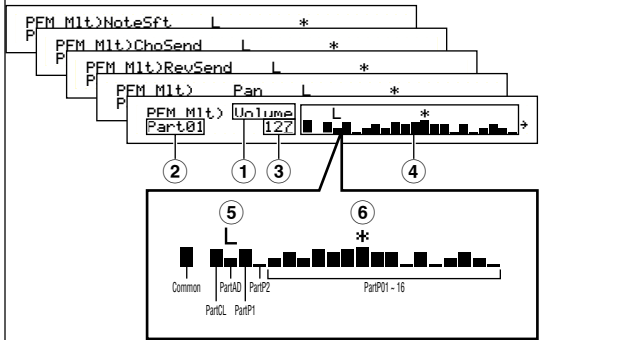 PFM Mlt)NoteSft L *
P
PFM Mlt)ChoSend L *
P
PFM Mlt)RevSend L *
P
PFM Mlt) Pan L *
P
PFM Mlt) Volume L *
Part01 127 →
② ① ③ ④
⑤ ⑥
L *
Common PartAD PartP2 PartP01 - 16
PartCL PartP1